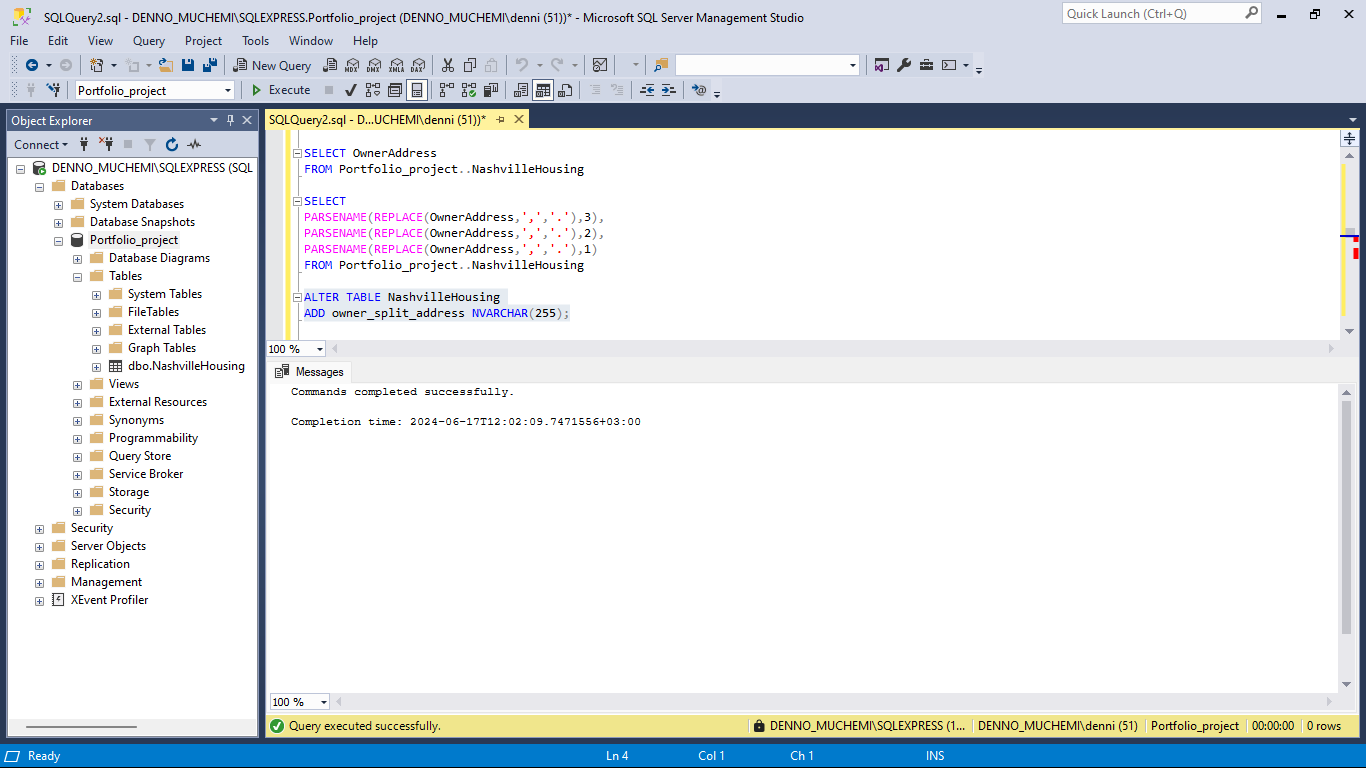 SQLQuery2.sql - DENNO_MUCHEMI\SQLEXPRESS.Portfolio_project (DENNO_MUCHEMI\denni (51))* - Microsoft SQL Server Management Studio
Quick Launch (Ctrl+Q)
File Edit View Query Project Tools Window Help
New Query
MDX DMX XMLA DAX
Portfolio_project
Execute
Object Explorer
SQLQuery2.sql - D...UCHEMI\denni (51))*
Connect
DENNO_MUCHEMI\SQLEXPRESS (SQL
Databases
System Databases
Database Snapshots
Portfolio_project
Database Diagrams
Tables
System Tables
FileTables
External Tables
Graph Tables
dbo.NashvilleHousing
Views
External Resources
Synonyms
Programmability
Query Store
Service Broker
Storage
Security
Security
Server Objects
Replication
Management
XEvent Profiler
SELECT OwnerAddress
FROM Portfolio_project..NashvilleHousing
SELECT
PARSENAME(REPLACE(OwnerAddress,',','.'),3),
PARSENAME(REPLACE(OwnerAddress,',','.'),2),
PARSENAME(REPLACE(OwnerAddress,',','.'),1)
FROM Portfolio_project..NashvilleHousing
ALTER TABLE NashvilleHousing
ADD owner_split_address NVARCHAR(255);
100 %
Messages
Commands completed successfully.
Completion time: 2024-06-17T12:02:09.7471556+03:00
100 %
Query executed successfully.
DENNO_MUCHEMI\SQLEXPRESS (1... DENNO_MUCHEMI\denni (51) Portfolio_project 00:00:00 0 rows
Ready
Ln 4 Col 1 Ch 1 INS